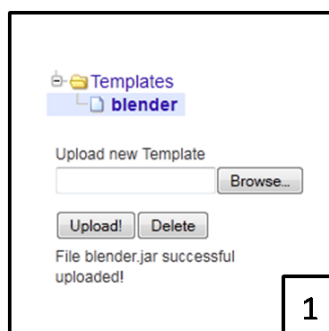 Templates
blender
Upload new Template
Browse...
Upload! Delete
File blender.jar successful
uploaded!
1